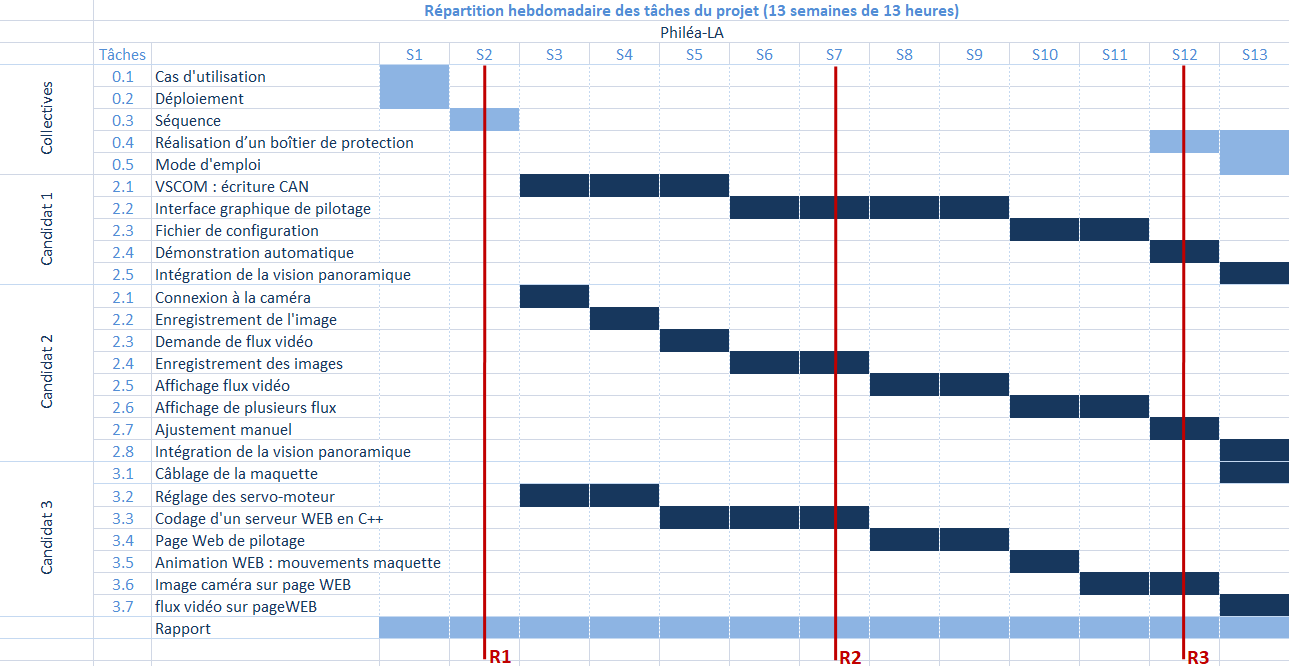 Répartition hebdomadaire des tâches du projet (13 semaines de 13 heures)
Philéa-LA
Tâches S1 S2 S3 S4 S5 S6 S7 S8 S9 S10 S11 S12 S13
Collectives
0.1 Cas d'utilisation
0.2 Déploiement
0.3 Séquence
0.4 Réalisation d’un boîtier de protection
0.5 Mode d'emploi
Candidat 1
2.1 VSCOM : écriture CAN
2.2 Interface graphique de pilotage
2.3 Fichier de configuration
2.4 Démonstration automatique
2.5 Intégration de la vision panoramique
Candidat 2
2.1 Connexion à la caméra
2.2 Enregistrement de l'image
2.3 Demande de flux vidéo
2.4 Enregistrement des images
2.5 Affichage flux vidéo
2.6 Affichage de plusieurs flux
2.7 Ajustement manuel
2.8 Intégration de la vision panoramique
Candidat 3
3.1 Câblage de la maquette
3.2 Réglage des servo-moteur
3.3 Codage d'un serveur WEB en C++
3.4 Page Web de pilotage
3.5 Animation WEB : mouvements maquette
3.6 Image caméra sur page WEB
3.7 flux vidéo sur pageWEB
Rapport
R1 R2 R3